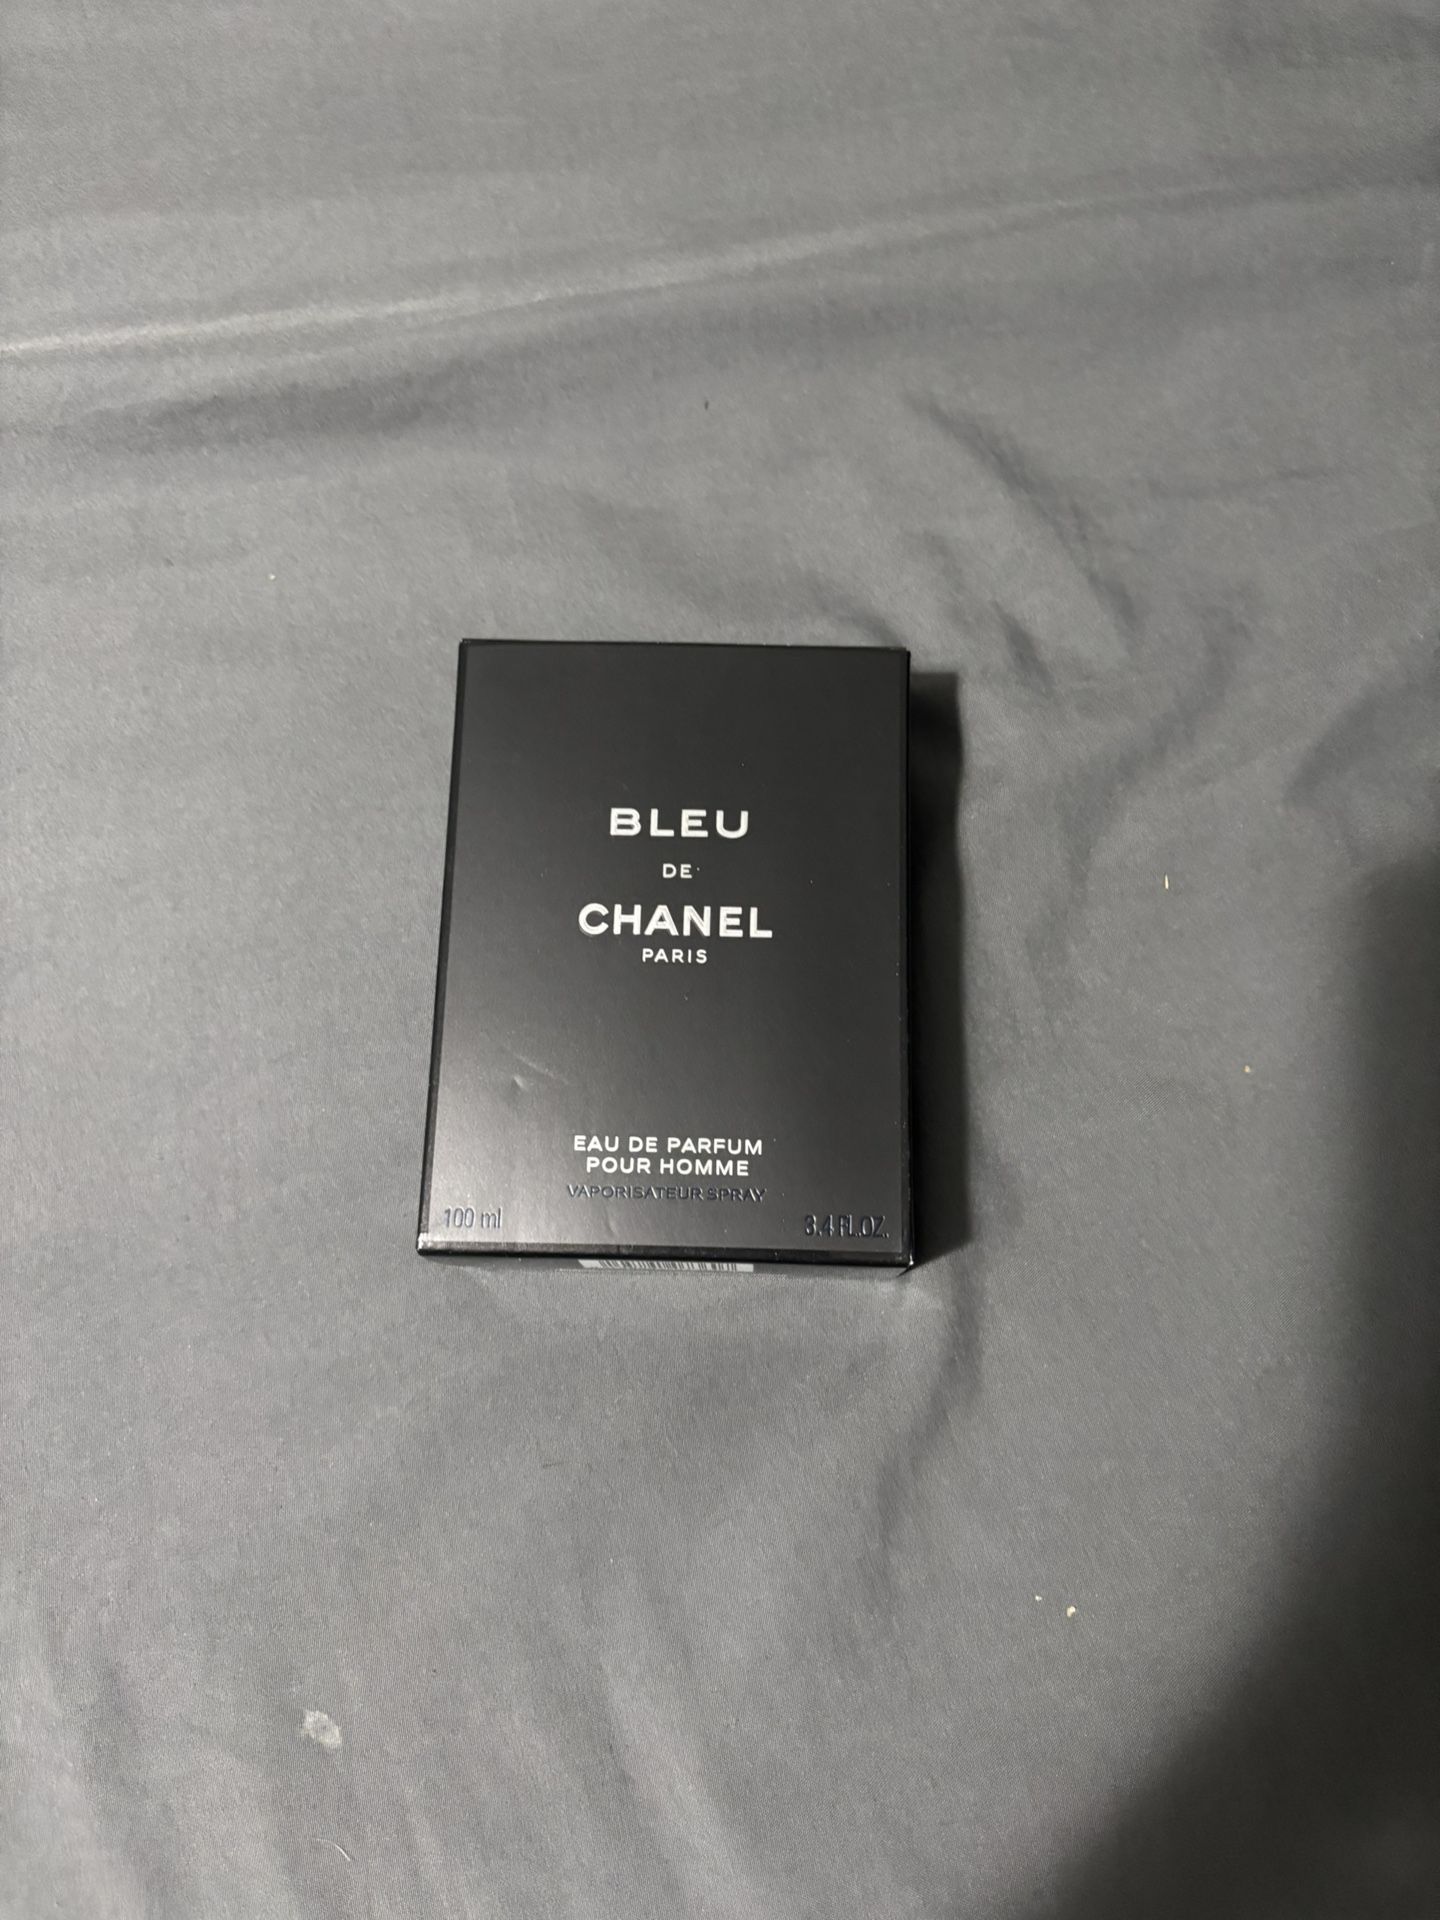 BLEU
DE
CHANEL
PARIS
EAU DE PARFUM
POUR HOMME
VAPORISATEUR SPRAY
100 ml
3.4 FL.OZ.